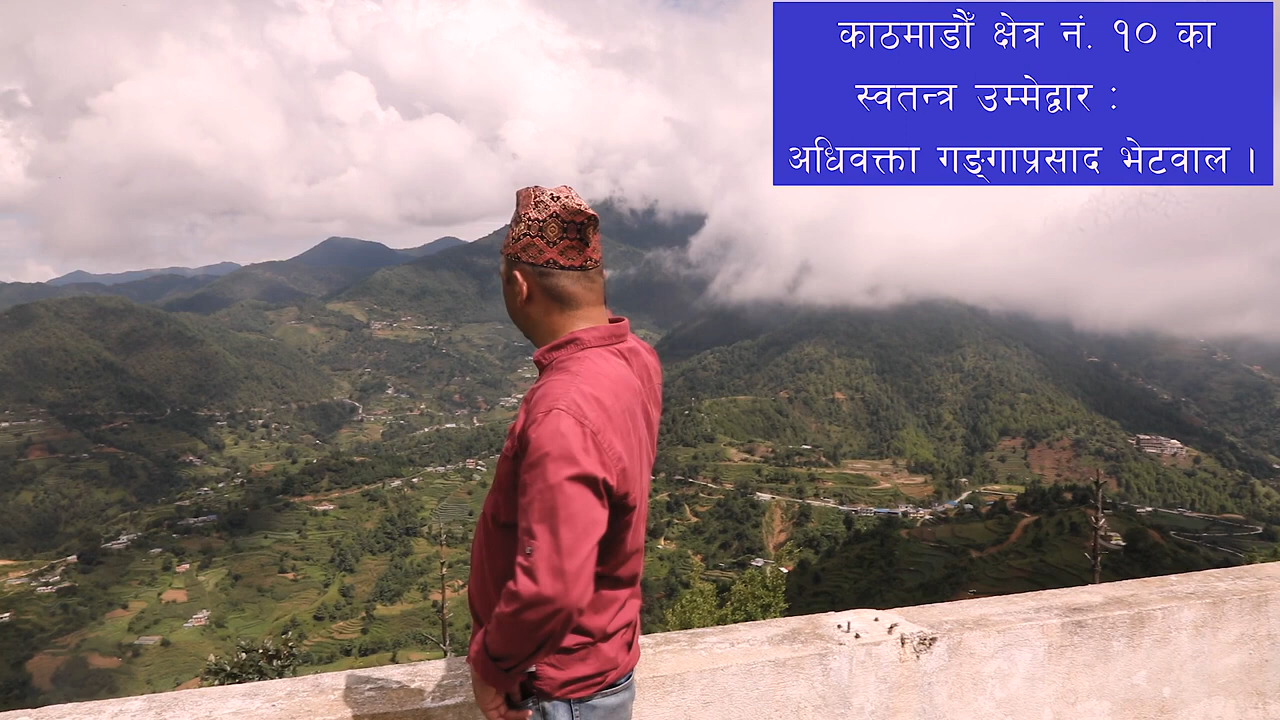 काठमाडौँ क्षेत्र नं. १० का
स्वतन्त्र उम्मेद्वार :
अधिवक्ता गङ्गाप्रसाद भेटवाल ।